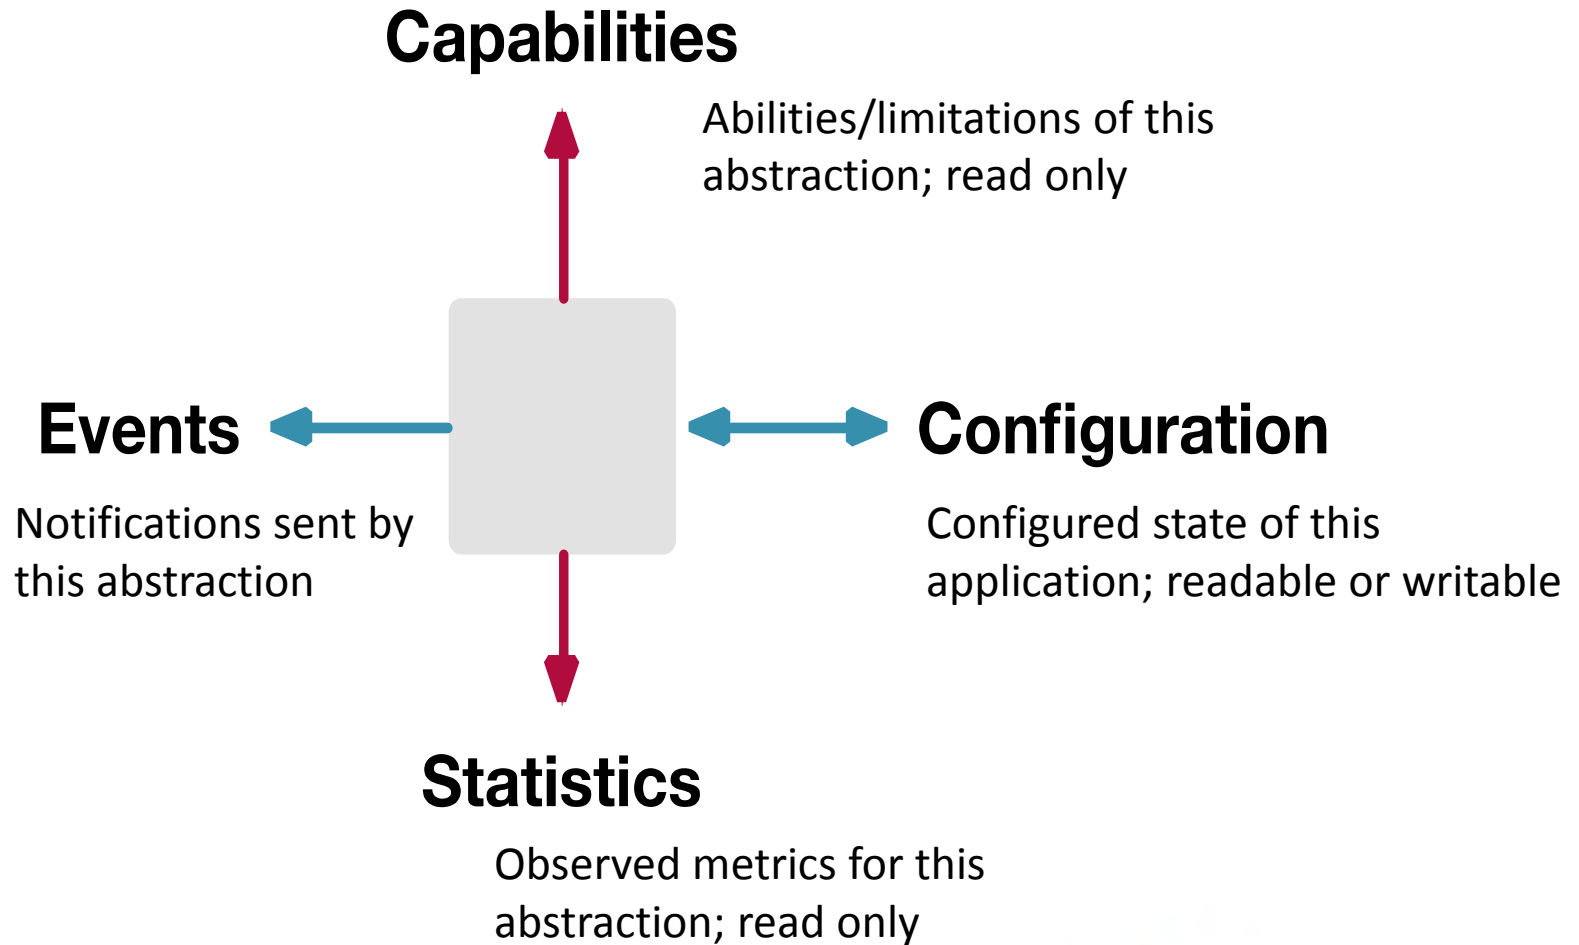 Capabilities
Abilities/limitations of this
abstraction; read only
Events
Notifications sent by
this abstraction
Configuration
Configured state of this
application; readable or writable
Statistics
Observed metrics for this
abstraction; read only